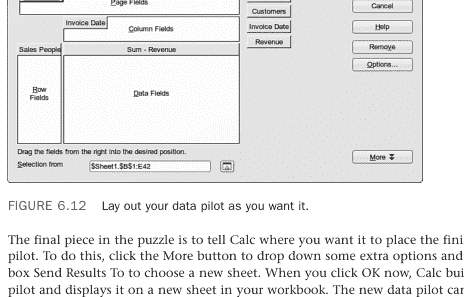 Page Fields
Cancel
Customers
Invoice Date
Column Fields
Invoice Date
Help
Revenue
Sales People
Sum - Revenue
Remove
Options...
Row
Fields
Data Fields
Drag the fields from the right into the desired position.
Selection from
$Sheet1.$B$1:E42
More
FIGURE 6.12 Lay out your data pilot as you want it.
The final piece in the puzzle is to tell Calc where you want it to place the fini
pilot. To do this, click the More button to drop down some extra options and
box Send Results To to choose a new sheet. When you click OK now, Calc bui
pilot and displays it on a new sheet in your workbook. The new data pilot car